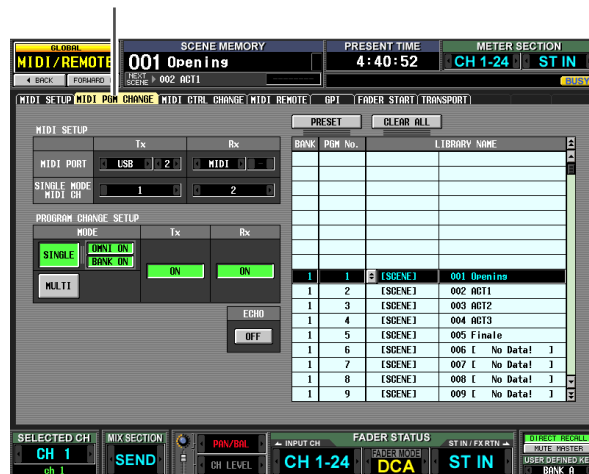 GLOBAL SCENE MEMORY PRESENT TIME METER SECTION
MIDI/REMOTE 001 Opening 4:40:52 CH 1-24 ST IN
BACK FORWARD NEXT SCENE 002 ACT1 BUSY
MIDI SETUP MIDI PGM CHANGE MIDI CTRL CHANGE MIDI REMOTE GPI FADER START TRANSPORT
PRESET CLEAR ALL
MIDI SETUP
Tx Rx
MIDI PORT USB 2 MIDI -
SINGLE MODE MIDI CH 1 2
PROGRAM CHANGE SETUP
MODE Tx Rx
SINGLE OMNI ON BANK ON ON ON
MULTI
ECHO
OFF
BANK PGM No. LIBRARY NAME
1 1 [SCENE] 001 Opening
1 2 [SCENE] 002 ACT1
1 3 [SCENE] 003 ACT2
1 4 [SCENE] 004 ACT3
1 5 [SCENE] 005 Finale
1 6 [SCENE] 006 [ No Data! ]
1 7 [SCENE] 007 [ No Data! ]
1 8 [SCENE] 008 [ No Data! ]
1 9 [SCENE] 009 [ No Data! ]
SELECTED CH MIX SECTION PAN/BAL INPUT CH FADER STATUS ST IN / FX RTN DIRECT RECALL
CH 1 SEND CH LEVEL CH 1-24 FADER MODE DCA ST IN MUTE MASTER
ch 1 USER DEFINED KE
BANK A